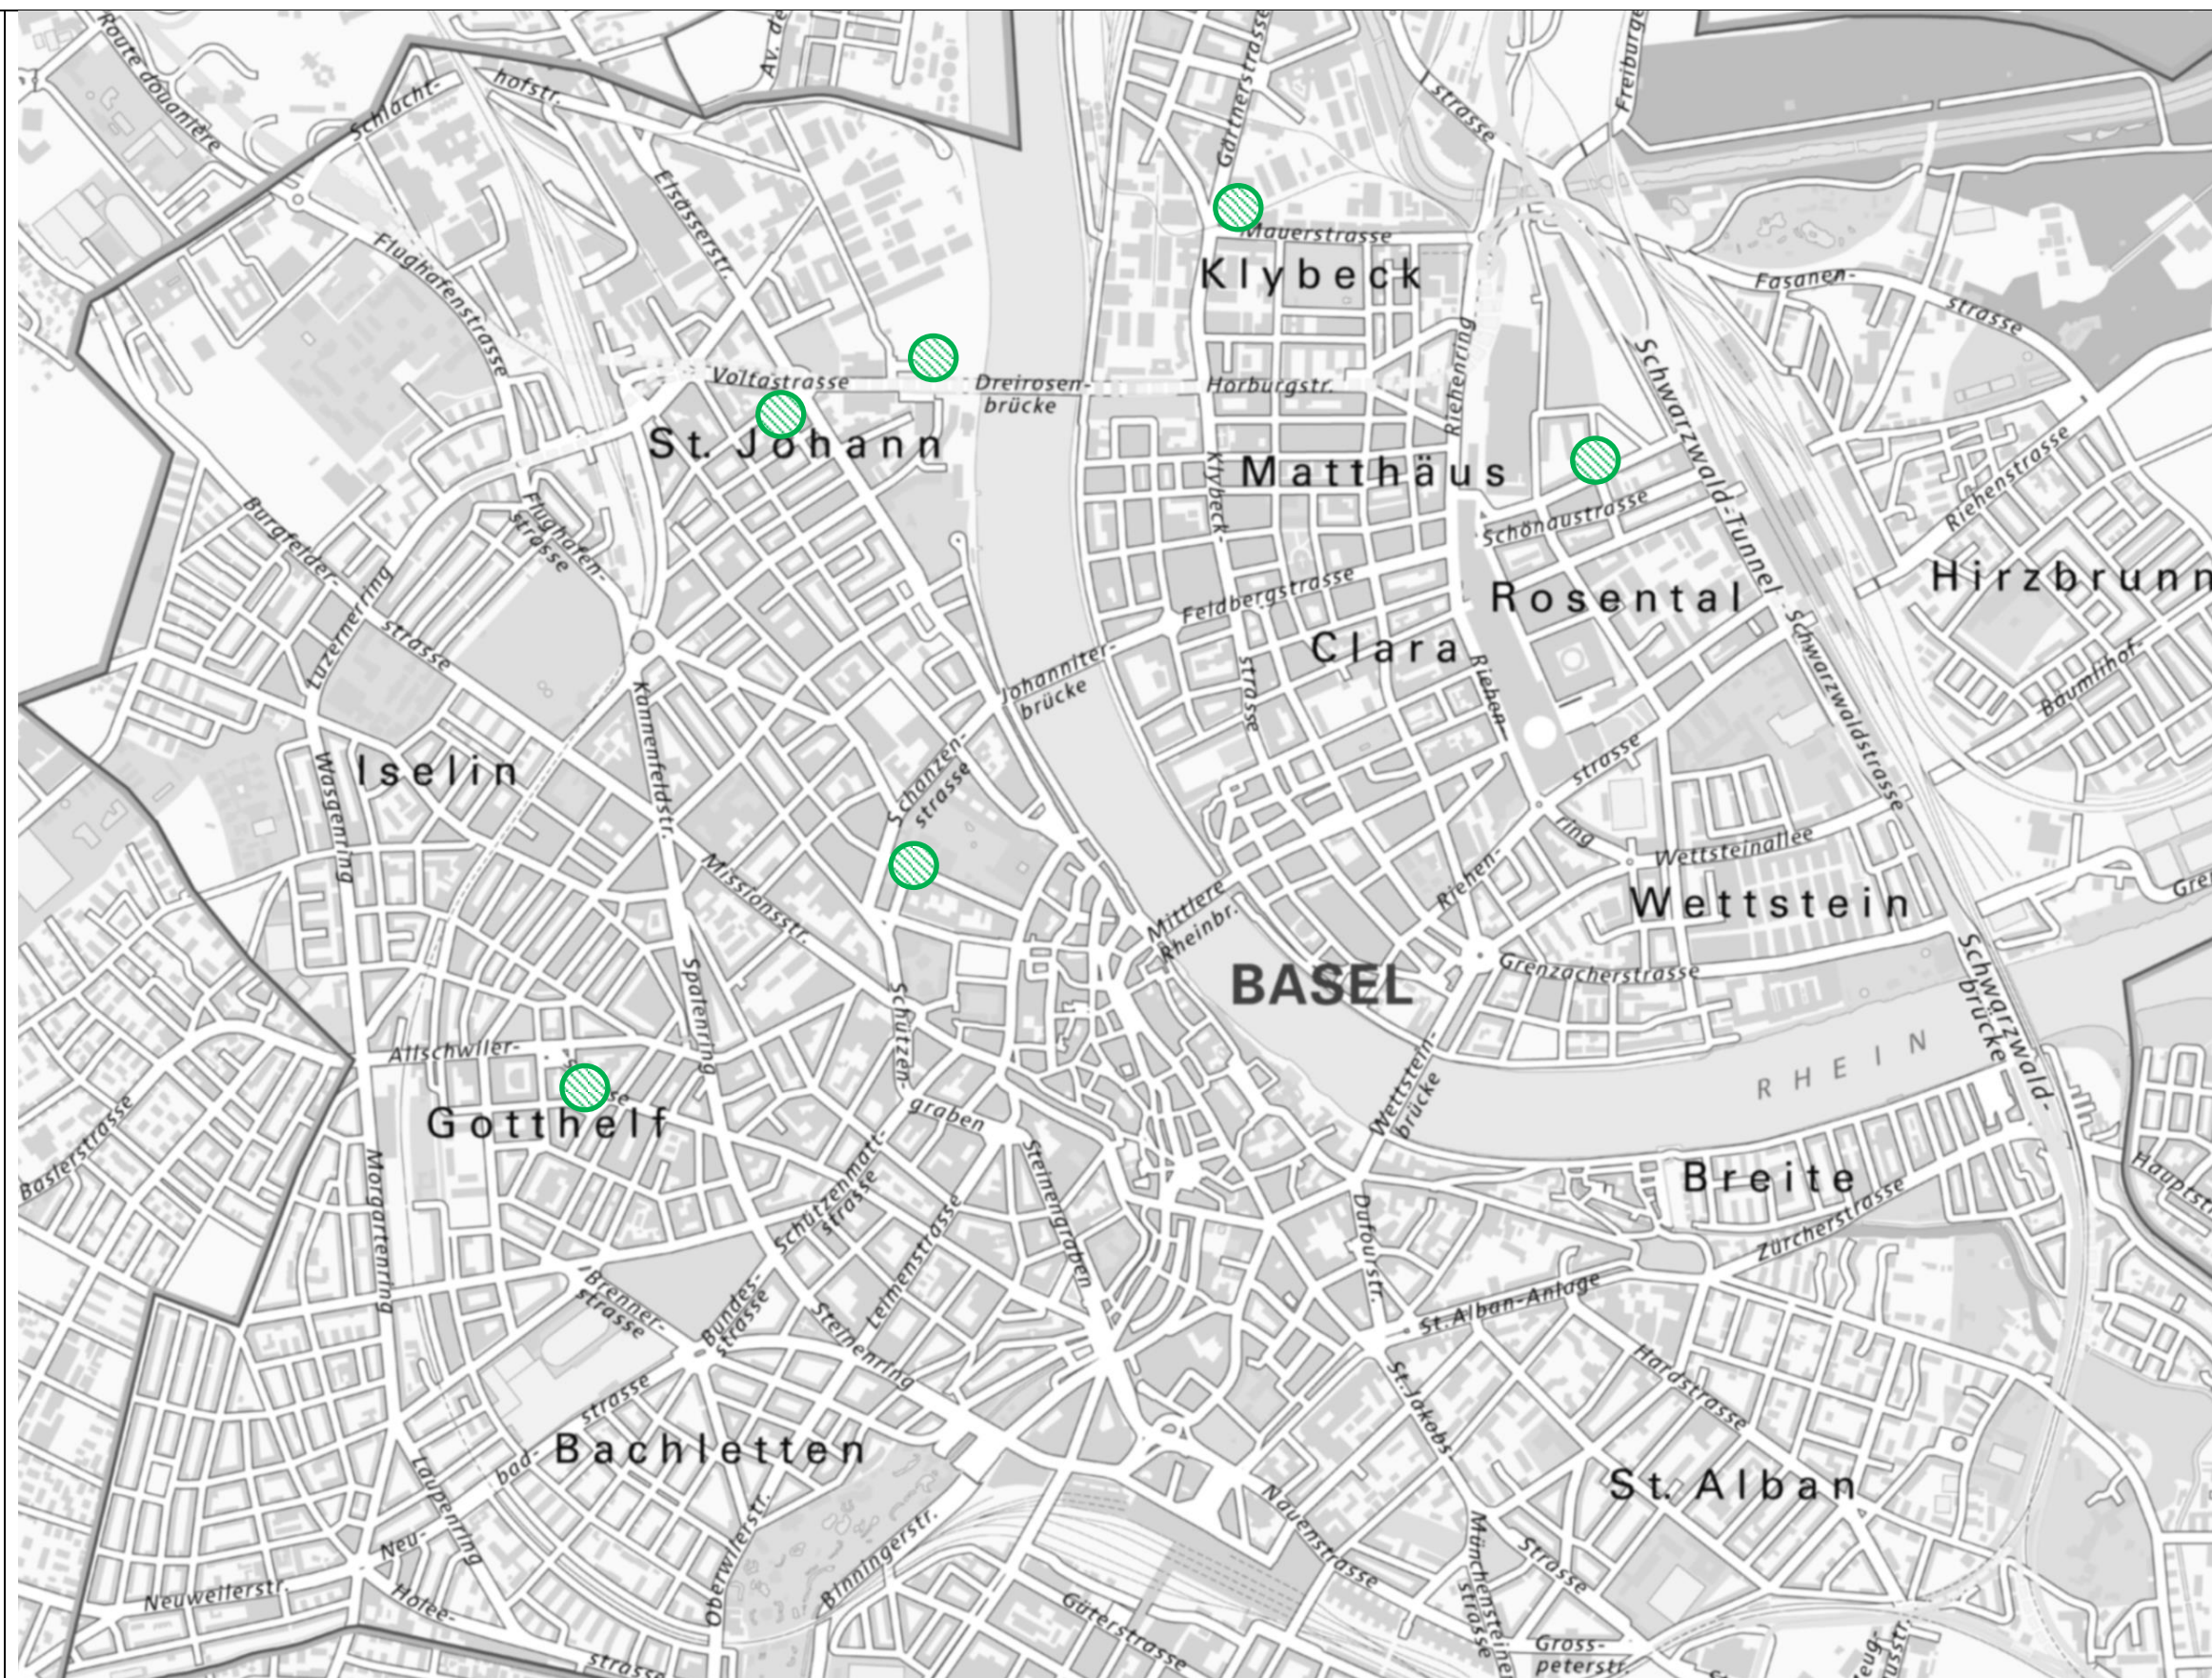 Route douanière
Schlacht-
hofstr.
Av. de
Gärtnerstrasse
strasse
Freiburge
Elsässerstr.
Flughafenstrasse
Mauerstrasse
Klybeck
Fasanen-
strasse
Voltastrasse
Dreirosen-
brücke
Horburgstr.
Riehenring
Schwarzwald-Tunnel
St. Johann
Matthäus
Klybeck-
strasse
Schönaustrasse
Riehenstrasse
Burgfelder-
strasse
Flughafen-
strasse
Luzernerring
Feldbergstrasse
Rosental
Hirzbrunn
Clara
Johanniter-
brücke
Riehen-
ring
Schwarzwaldstrasse
Bäumlihof-
Kannenfeldstr.
Iselin
Wasgenring
Schanzen-
strasse
strasse
Riehen-
Wettsteinallee
Missionsstr.
Mittlere
Rheinbr.
Wettstein
Gre
BASEL
Grenzacherstrasse
Schwarzwald-
brücke
Spalenring
Schützen-
graben
RHEIN
Schwarzwald-
Allschwiler-
se
Gotthelf
Wettstein-
brücke
Baslerstrasse
Morgartenring
Schützenmatt-
strasse
Steinengraben
Leimenstrasse
Breite
Zürcherstrasse
Hauptstr
Dufourstr.
Brenner-
strasse
Bundes-
strasse
Steinenring
St. Alban-Anlage
Hardstrasse
St. Jakobs
Strasse
strasse
bad-
Neu-
Bachletten
St. Alban
Laupenring
Oberwilerstr.
Binningerstr.
Nauenstrasse
Münchensteiner
strasse
Neuweilerstr.
Hofee-
strasse
Güterstrasse
Gross-
peterstr.